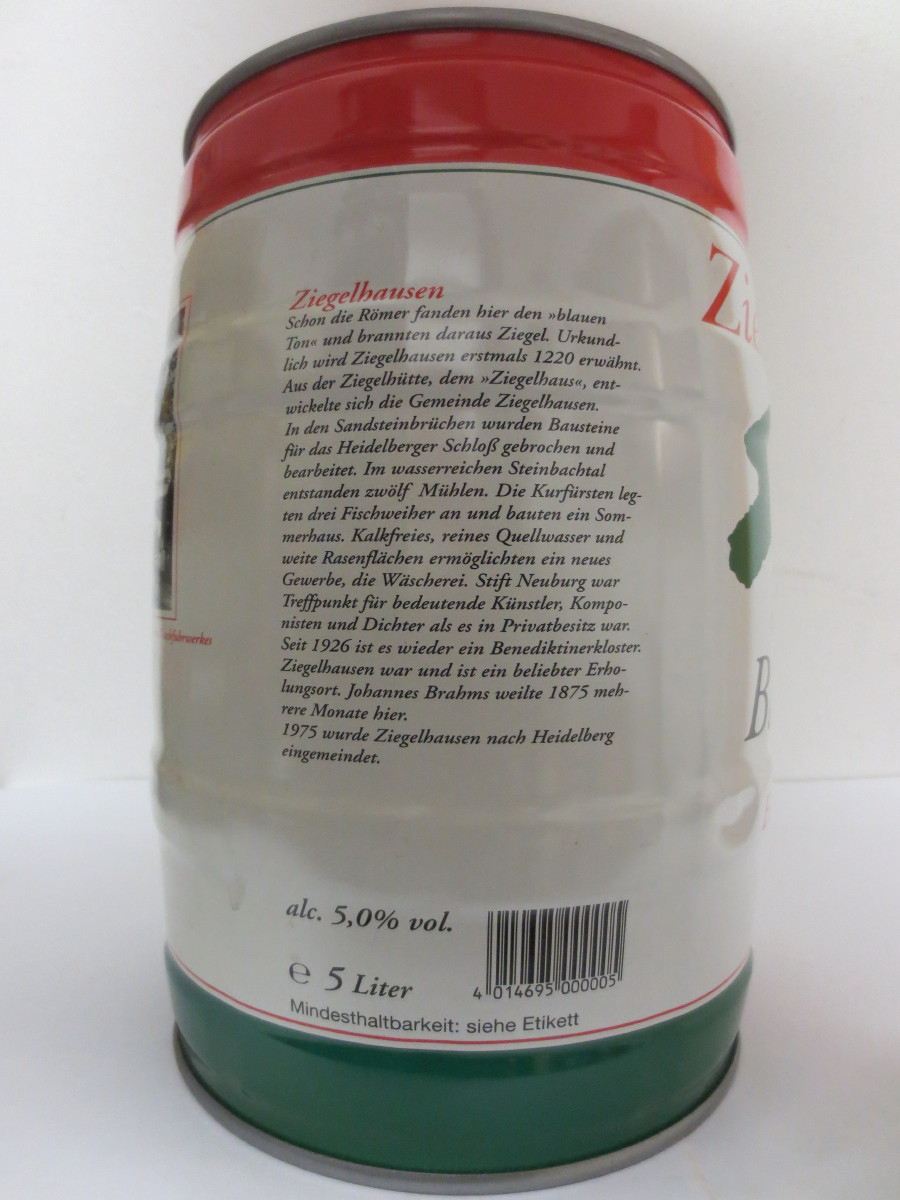 Ziegelhausen
Schon die Römer fanden hier den »blauen
Ton« und brannten daraus Ziegel. Urkund-
lich wird Ziegelhausen erstmals 1220 erwähnt.
Aus der Ziegelhütte, dem »Ziegelhaus«, ent-
wickelte sich die Gemeinde Ziegelhausen.
In den Sandsteinbrüchen wurden Bausteine
für das Heidelberger Schloß gebrochen und
bearbeitet. Im wasserreichen Steinbachtal
entstanden zwölf Mühlen. Die Kurfürsten leg-
ten drei Fischweiher an und bauten ein Som-
merhaus. Kalkfreies, reines Quellwasser und
weite Rasenflächen ermöglichten ein neues
Gewerbe, die Wäscherei. Stift Neuburg war
Treffpunkt für bedeutende Künstler, Kompo-
nisten und Dichter als es in Privatbesitz war.
Seit 1926 ist es wieder ein Benediktinerkloster.
Ziegelhausen war und ist ein beliebter Erho-
lungsort. Johannes Brahms weilte 1875 meh-
rere Monate hier.
1975 wurde Ziegelhausen nach Heidelberg
eingemeindet.
alc. 5,0% vol.
℮ 5 Liter
4 014695 000005
Mindesthaltbarkeit: siehe Etikett
Zi
B